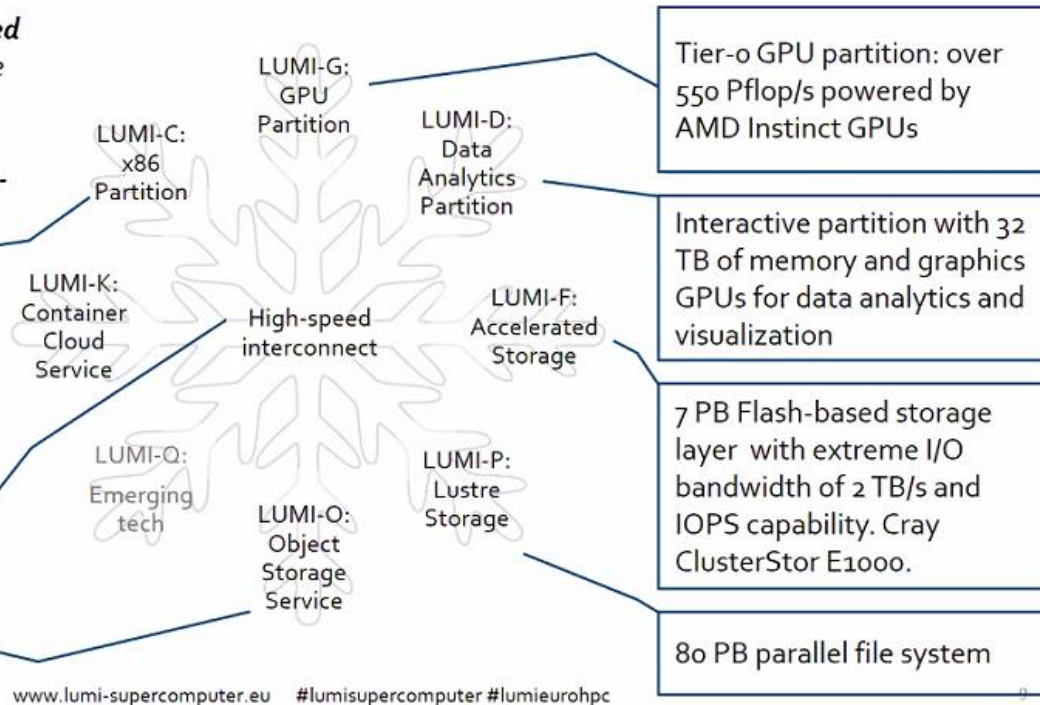 ed
e
-
LUMI-G:
GPU
Partition
LUMI-C:
x86
Partition
LUMI-D:
Data
Analytics
Partition
LUMI-K:
Container
Cloud
Service
High-speed
interconnect
LUMI-F:
Accelerated
Storage
LUMI-Q:
Emerging
tech
LUMI-O:
Object
Storage
Service
LUMI-P:
Lustre
Storage
Tier-0 GPU partition: over
550 Pflop/s powered by
AMD Instinct GPUs
Interactive partition with 32
TB of memory and graphics
GPUs for data analytics and
visualization
7 PB Flash-based storage
layer with extreme I/O
bandwidth of 2 TB/s and
IOPS capability. Cray
ClusterStor E1000.
80 PB parallel file system
www.lumi-supercomputer.eu #lumisupercomputer #lumieurohpc
9